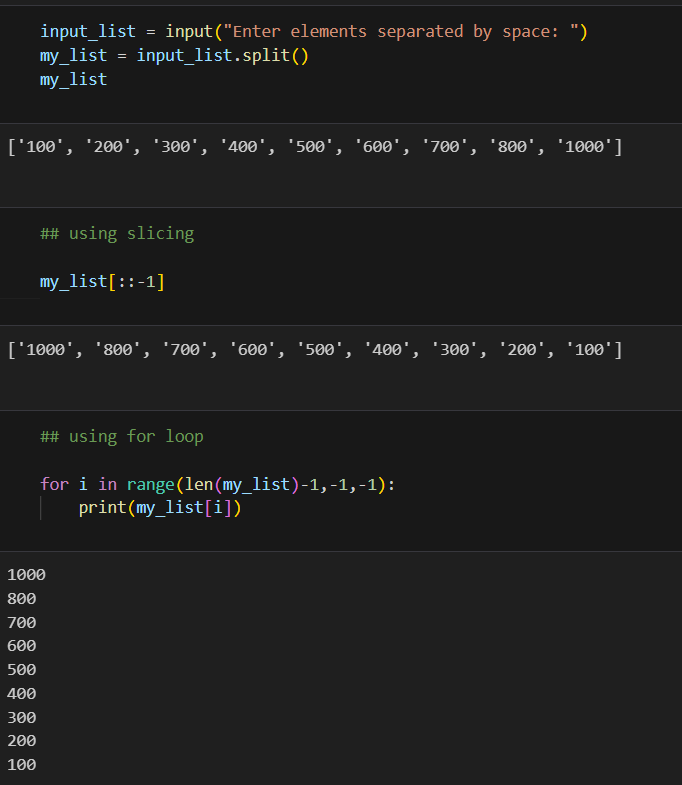 input_list = input("Enter elements separated by space: ")
my_list = input_list.split()
my_list
['100', '200', '300', '400', '500', '600', '700', '800', '1000']
## using slicing
my_list[::-1]
['1000', '800', '700', '600', '500', '400', '300', '200', '100']
## using for loop
for i in range(len(my_list)-1,-1,-1):
    print(my_list[i])
1000
800
700
600
500
400
300
200
100